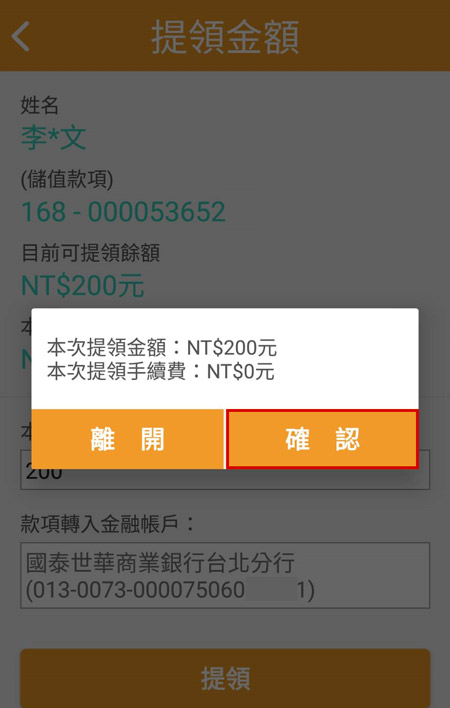 提領金額
姓名
李*文
(儲值款項)
168 - 000053652
目前可提領餘額
NT$200元
本次提領金額：NT$200元
本次提領手續費：NT$0元
離 開
確 認
200
款項轉入金融帳戶：
國泰世華商業銀行台北分行
(013-0073-000075060 1)
提領